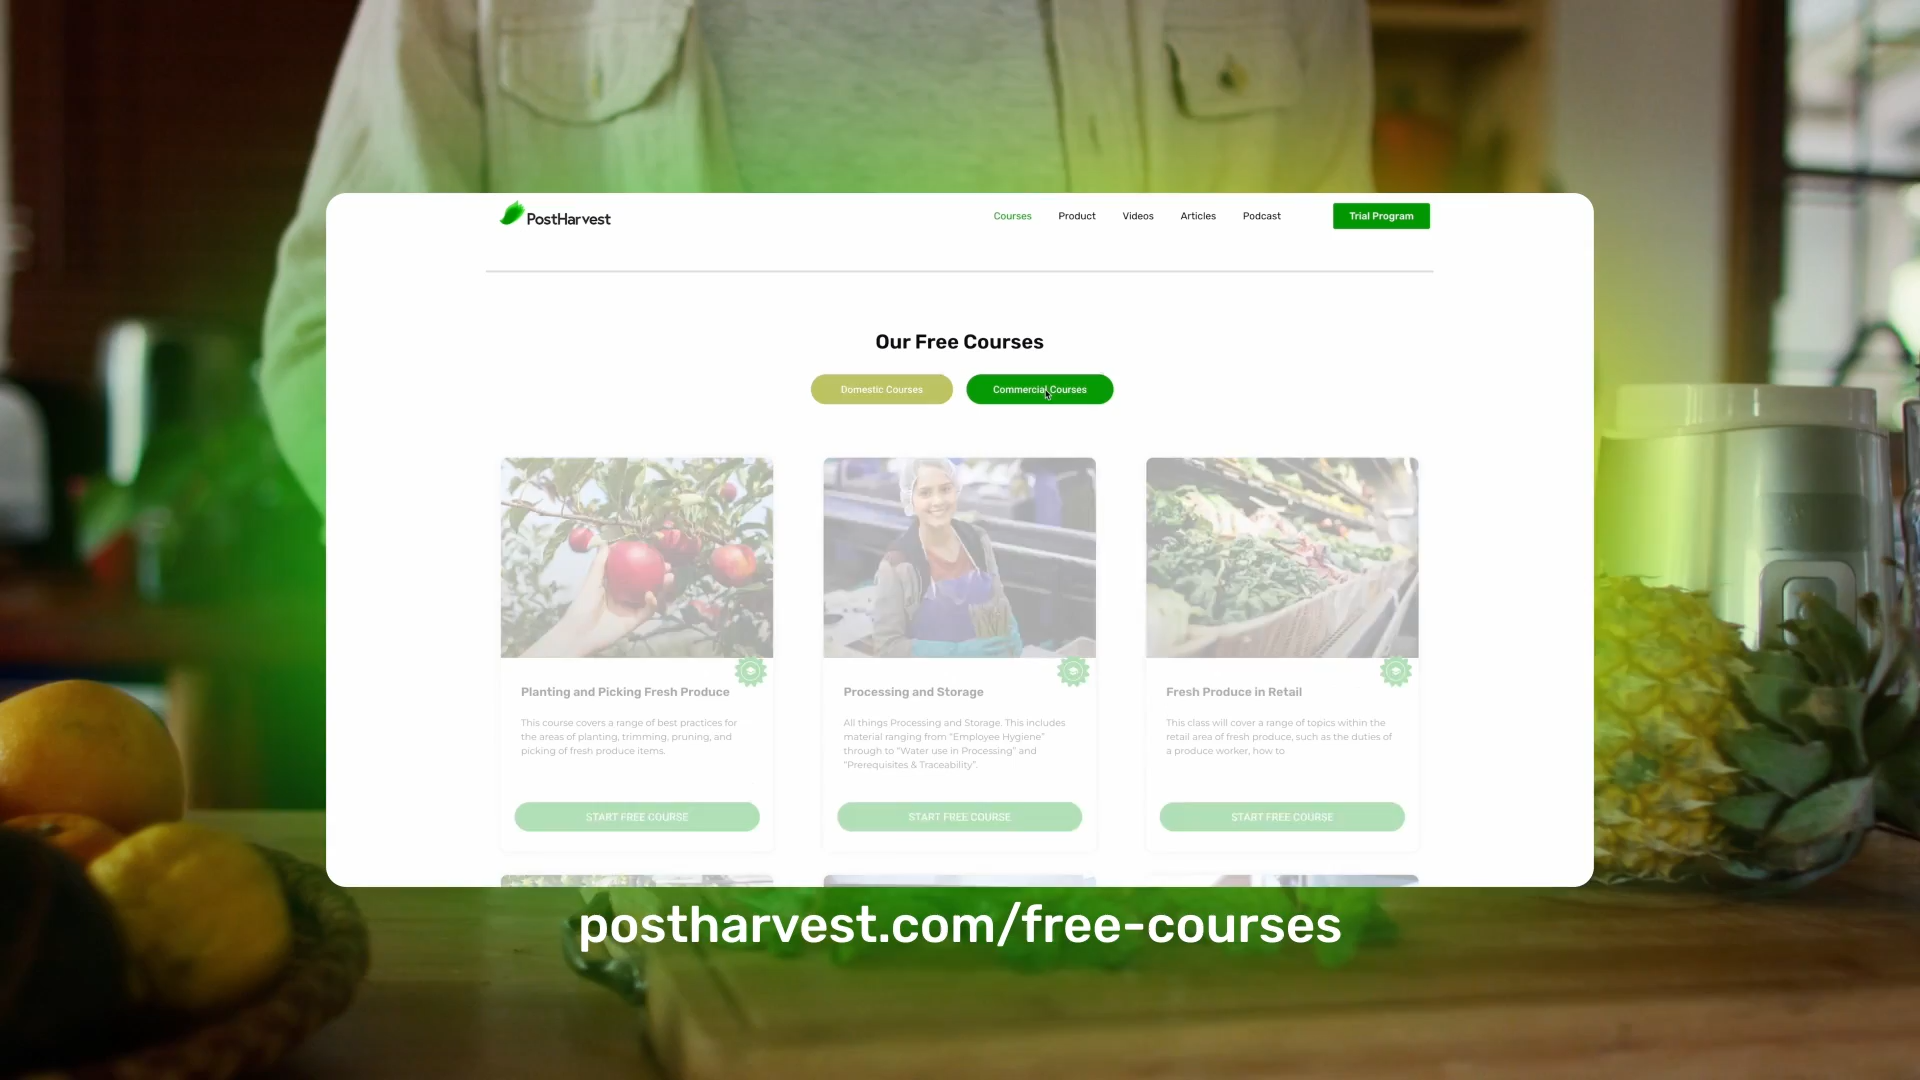 PostHarvest
Courses Product Videos Articles Podcast Trial Program
Our Free Courses
Domestic Courses Commercial Courses
Planting and Picking Fresh Produce
This course covers a range of best practices for
the areas of planting, trimming, pruning, and
picking of fresh produce items.
START FREE COURSE
Processing and Storage
All things Processing and Storage. This includes
material ranging from "Employee Hygiene"
through to "Water use in Processing" and
"Prerequisites & Traceability".
START FREE COURSE
Fresh Produce in Retail
This class will cover a range of topics within the
retail area of fresh produce, such as the duties of
a produce worker, how to
START FREE COURSE
postharvest.com/free-courses